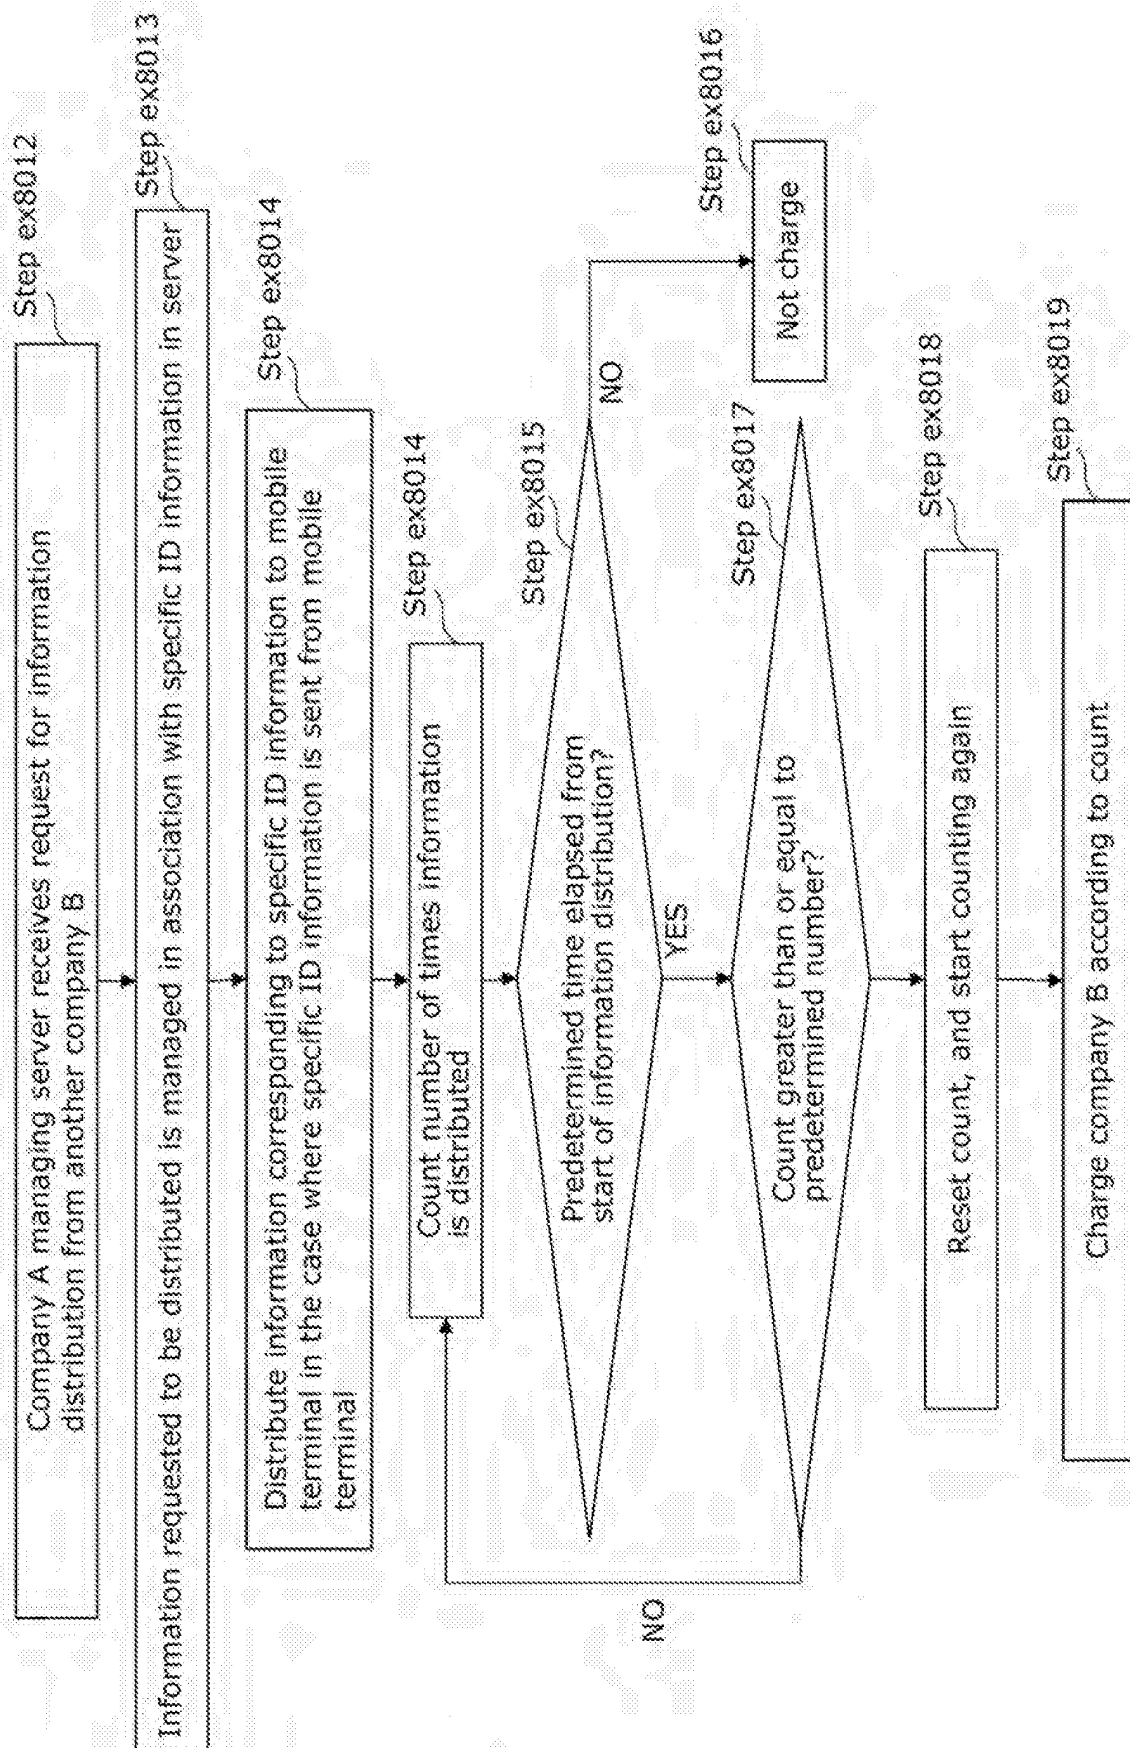 Step ex8012
Company A managing server receives request for information
distribution from another company B
Step ex8013
Information requested to be distributed is managed in association with specific ID information in server
Step ex8014
Distribute information corresponding to specific ID information to mobile
terminal in the case where specific ID information is sent from mobile
terminal
Step ex8014
Count number of times information
is distributed
Step ex8015
Predetermined time elapsed from
start of information distribution?
NO
YES
Step ex8016
Not charge
Step ex8017
Count greater than or equal to
predetermined number?
NO
Step ex8018
Reset count, and start counting again
Step ex8019
Charge company B according to count